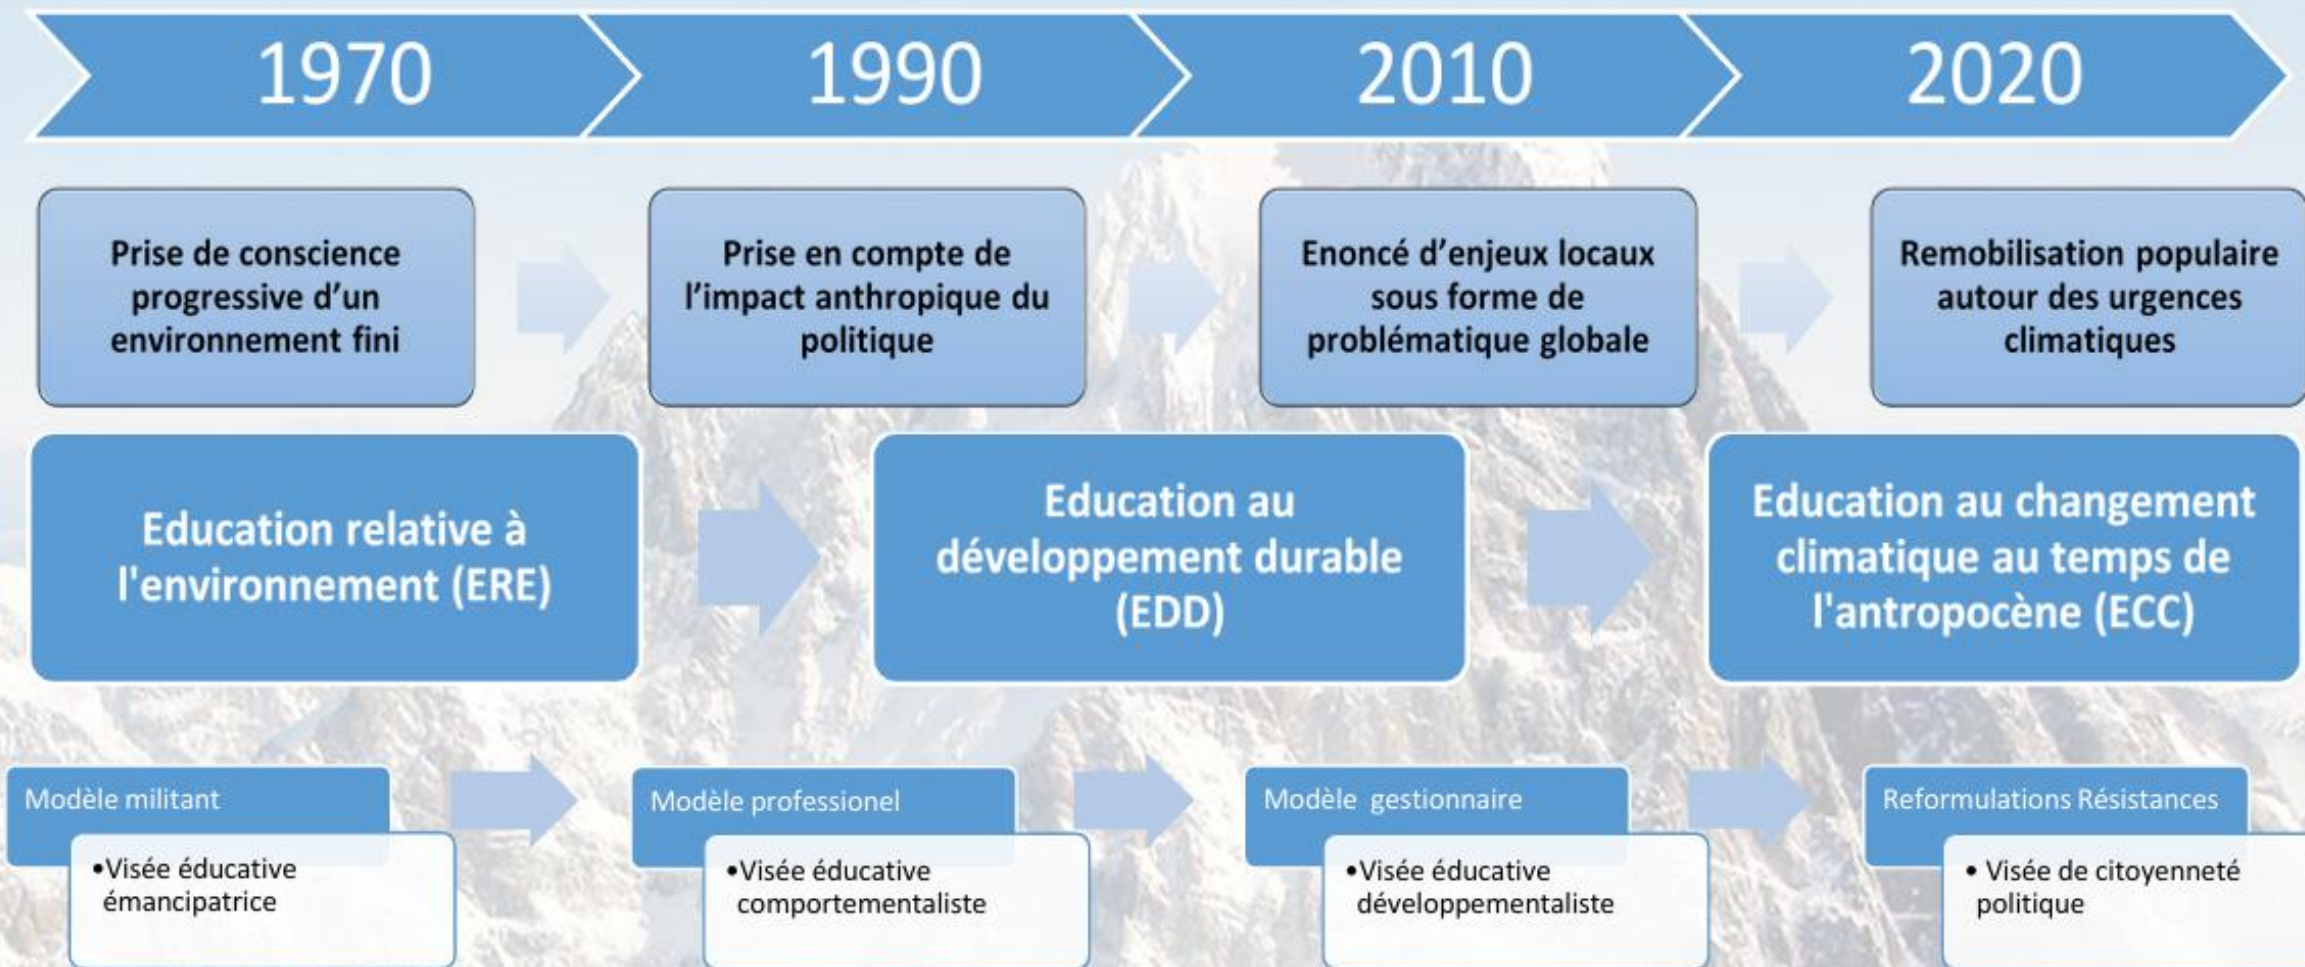 1970
1990
2010
2020
Prise de conscience
progressive d’un
environnement fini
Prise en compte de
l’impact anthropique du
politique
Enoncé d’enjeux locaux
sous forme de
problématique globale
Remobilisation populaire
autour des urgences
climatiques
Education relative à
l'environnement (ERE)
Education au
développement durable
(EDD)
Education au changement
climatique au temps de
l'antropocène (ECC)
Modèle militant
•Visée éducative
émancipatrice
Modèle professionel
•Visée éducative
comportementaliste
Modèle gestionnaire
•Visée éducative
développementaliste
Reformulations Résistances
• Visée de citoyenneté
politique